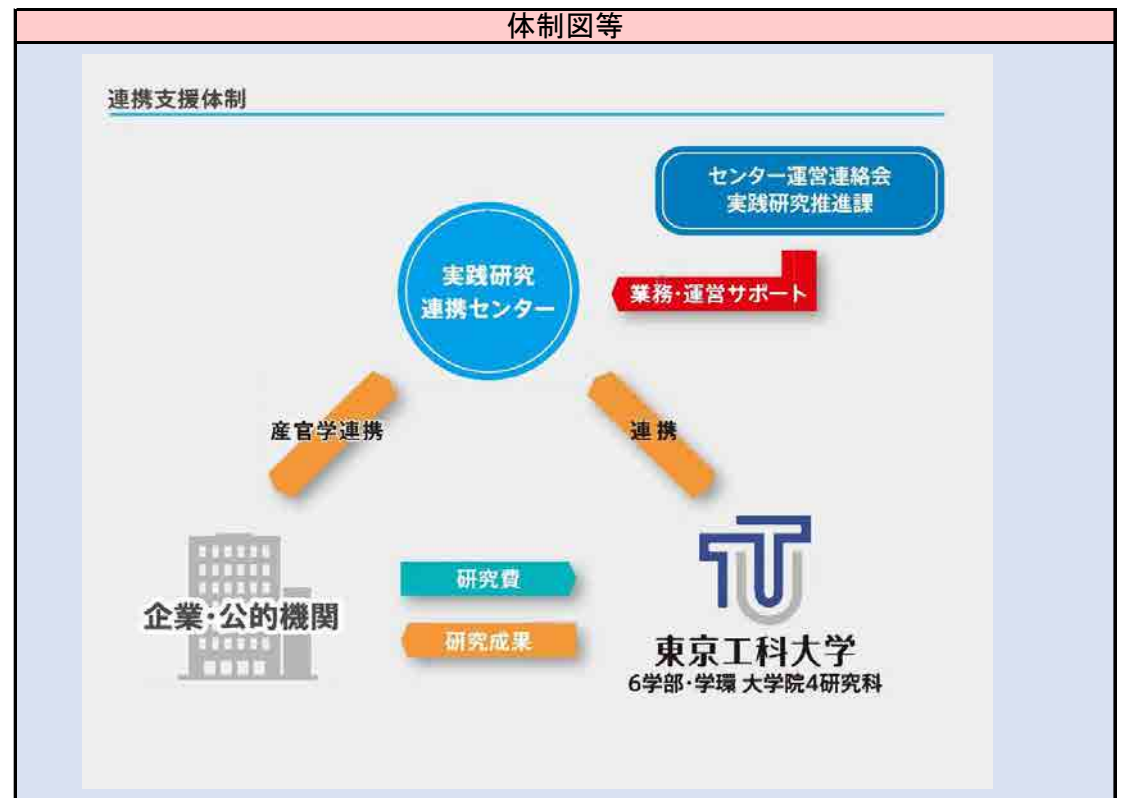 体制図等
連携支援体制
センター運営連絡会
実践研究推進課
実践研究
連携センター
業務・運営サポート
産官学連携
連携
研究費
企業・公的機関
研究成果
東京工科大学
6学部・学環 大学院4研究科